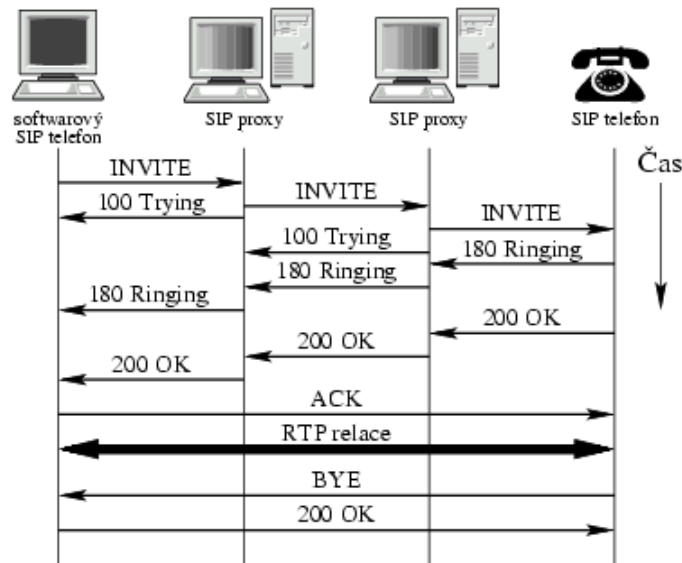 softwarový
SIP telefon
SIP proxy
SIP proxy
SIP telefon
Čas
INVITE
100 Trying
INVITE
INVITE
100 Trying
180 Ringing
180 Ringing
180 Ringing
200 OK
200 OK
200 OK
ACK
RTP relace
BYE
200 OK